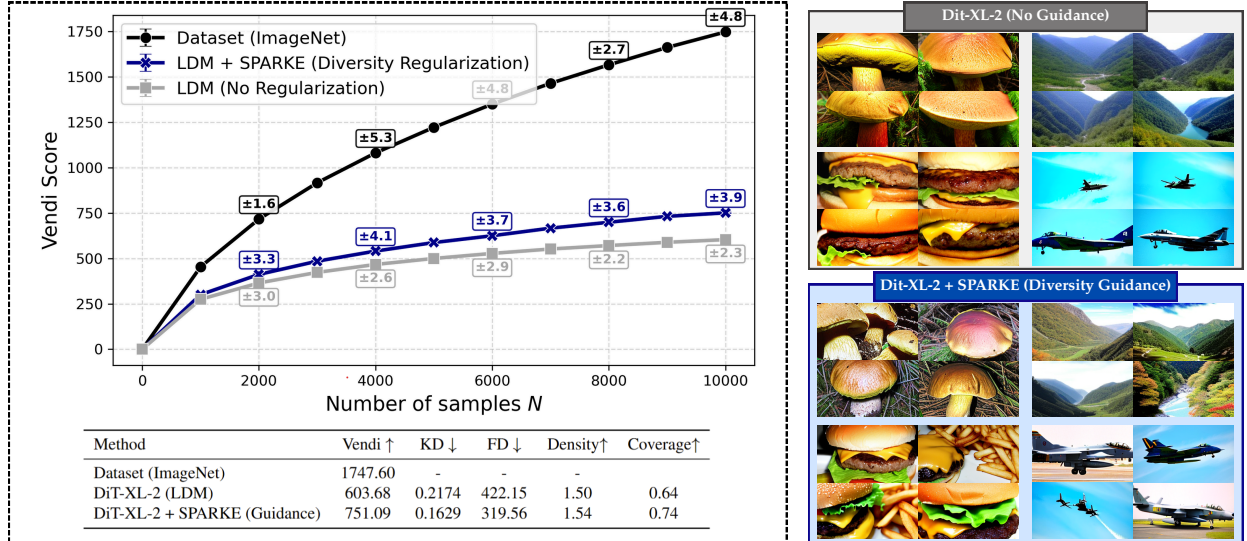 Dataset (ImageNet)
LDM + SPARKE (Diversity Regularization)
LDM (No Regularization)
Vendi Score
1750
1500
1250
1000
750
500
250
0
±1.6
±5.3
±4.8
±2.7
±4.8
±3.3
±4.1
±3.7
±3.6
±3.9
±3.0
±2.6
±2.9
±2.2
±2.3
0 2000 4000 6000 8000 10000
Number of samples N
Method Vendi ↑ KD ↓ FD ↓ Density↑ Coverage↑
Dataset (ImageNet) 1747.60 - - -
DiT-XL-2 (LDM) 603.68 0.2174 422.15 1.50 0.64
DiT-XL-2 + SPARKE (Guidance) 751.09 0.1629 319.56 1.54 0.74
Dit-XL-2 (No Guidance)
Dit-XL-2 + SPARKE (Diversity Guidance)